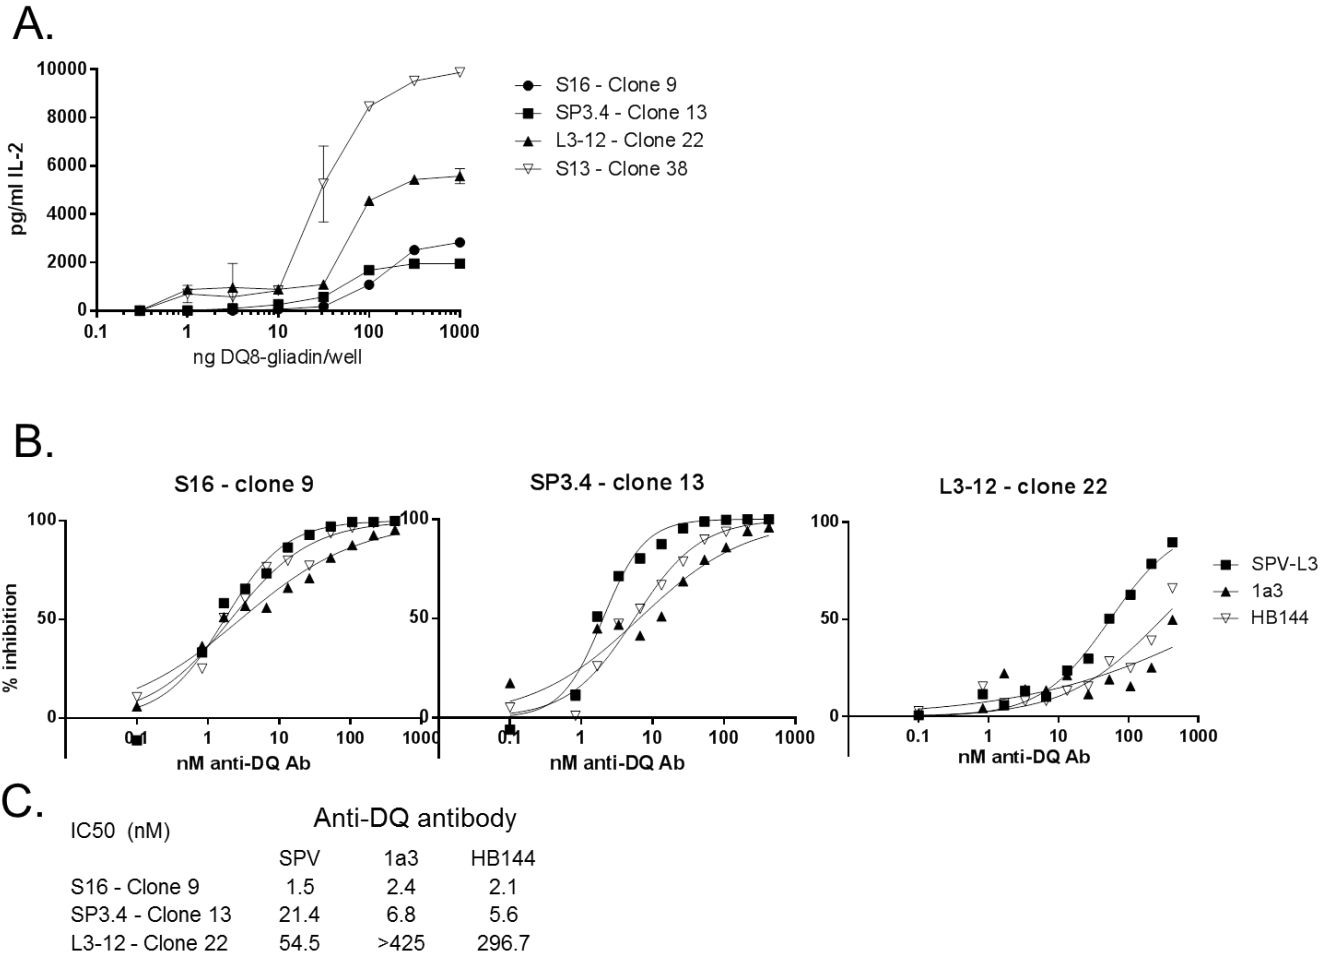 A.
10000
8000
6000
4000
2000
0
pg/ml IL-2
0.1 1 10 100 1000
ng DQ8-gliadin/well
S16 - Clone 9
SP3.4 - Clone 13
L3-12 - Clone 22
S13 - Clone 38
B.
S16 - clone 9
100
50
0
% inhibition
0.1 1 10 100 1000
nM anti-DQ Ab
SP3.4 - clone 13
100
50
0
0.1 1 10 100 1000
nM anti-DQ Ab
L3-12 - clone 22
100
50
0
0.1 1 10 100 1000
nM anti-DQ Ab
SPV-L3
1a3
HB144
C.
IC50 (nM) Anti-DQ antibody
SPV 1a3 HB144
S16 - Clone 9 1.5 2.4 2.1
SP3.4 - Clone 13 21.4 6.8 5.6
L3-12 - Clone 22 54.5 >425 296.7